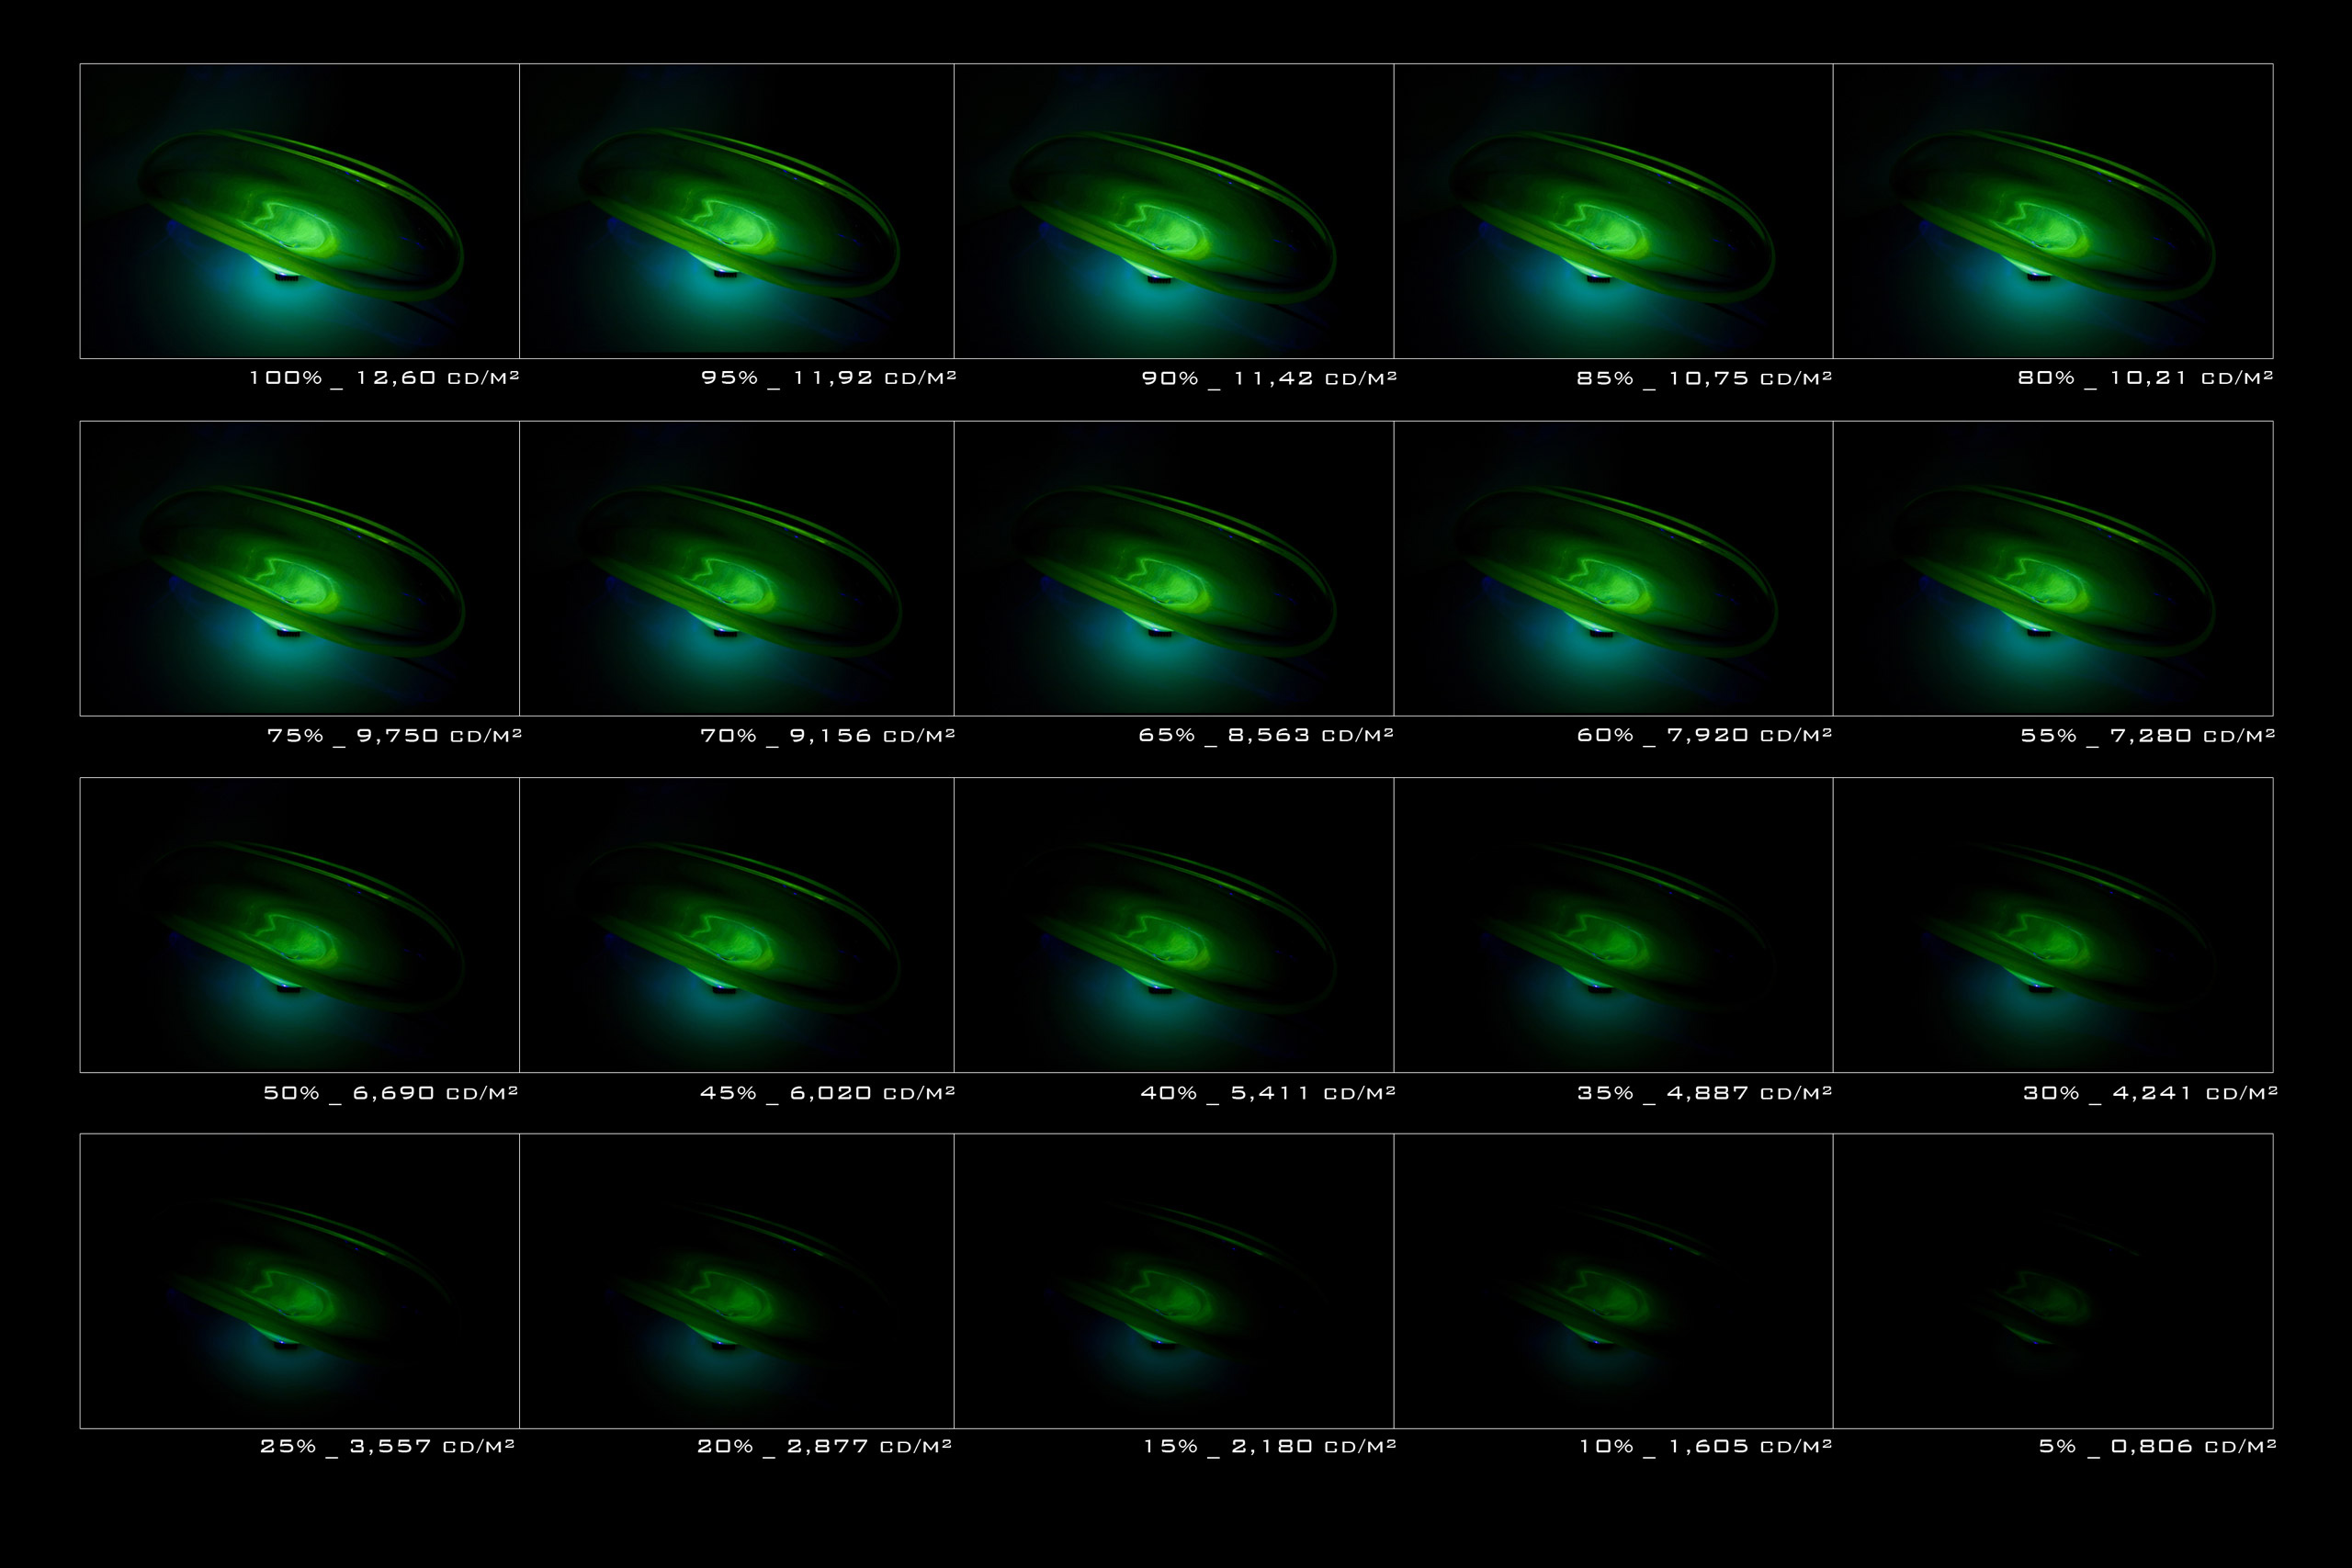 100% _ 12,60 CD/M²
95% _ 11,92 CD/M²
90% _ 11,42 CD/M²
85% _ 10,75 CD/M²
80% _ 10,21 CD/M²
75% _ 9,750 CD/M²
70% _ 9,156 CD/M²
65% _ 8,563 CD/M²
60% _ 7,920 CD/M²
55% _ 7,280 CD/M²
50% _ 6,690 CD/M²
45% _ 6,020 CD/M²
40% _ 5,411 CD/M²
35% _ 4,887 CD/M²
30% _ 4,241 CD/M²
25% _ 3,557 CD/M²
20% _ 2,877 CD/M²
15% _ 2,180 CD/M²
10% _ 1,605 CD/M²
5% _ 0,806 CD/M²